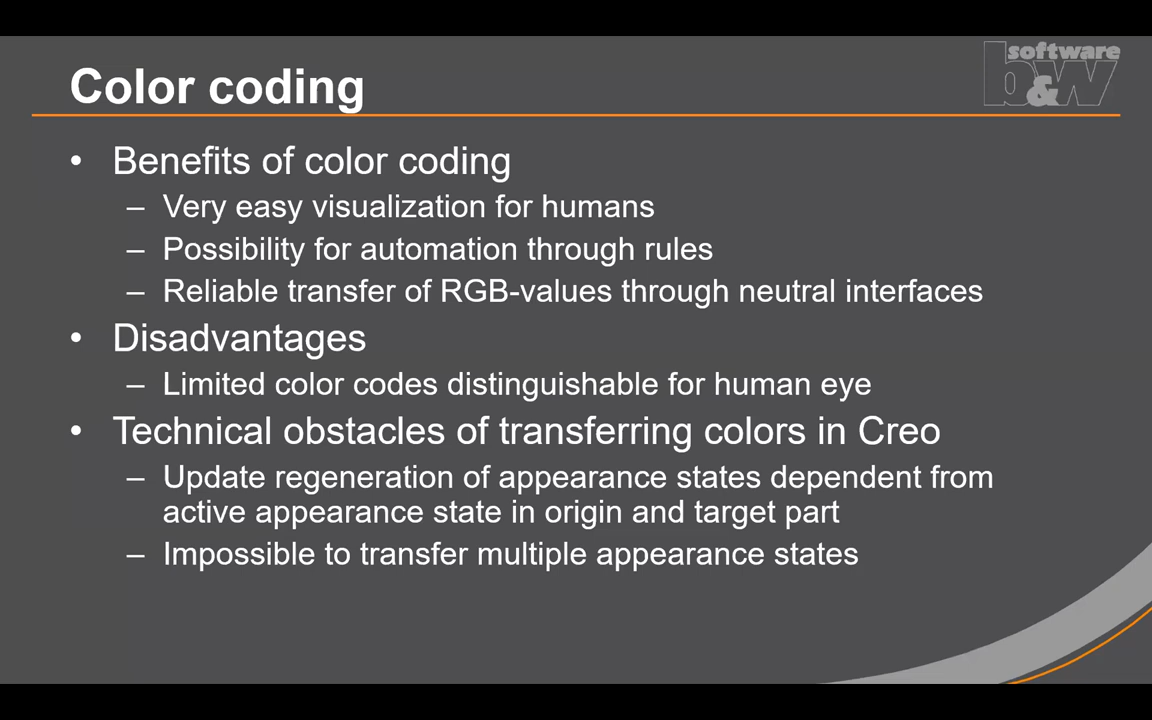 software
b&w
Color coding
• Benefits of color coding
– Very easy visualization for humans
– Possibility for automation through rules
– Reliable transfer of RGB-values through neutral interfaces
• Disadvantages
– Limited color codes distinguishable for human eye
• Technical obstacles of transferring colors in Creo
– Update regeneration of appearance states dependent from
active appearance state in origin and target part
– Impossible to transfer multiple appearance states